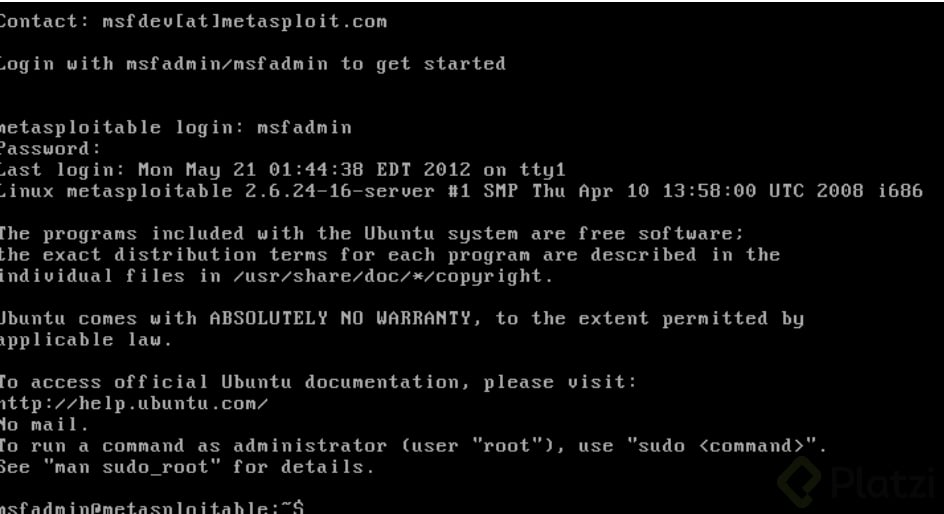 Contact: msfdev[at]metasploit.com
Login with msfadmin/msfadmin to get started
metasploitable login: msfadmin
Password:
Last login: Mon May 21 01:44:38 EDT 2012 on tty1
Linux metasploitable 2.6.24-16-server #1 SMP Thu Apr 10 13:58:00 UTC 2008 i686
The programs included with the Ubuntu system are free software;
the exact distribution terms for each program are described in the
individual files in /usr/share/doc/*/copyright.
Ubuntu comes with ABSOLUTELY NO WARRANTY, to the extent permitted by
applicable law.
To access official Ubuntu documentation, please visit:
http://help.ubuntu.com/
No mail.
To run a command as administrator (user "root"), use "sudo <command>".
See "man sudo_root" for details.
msfadmin@metasploitable:~$
Platzi